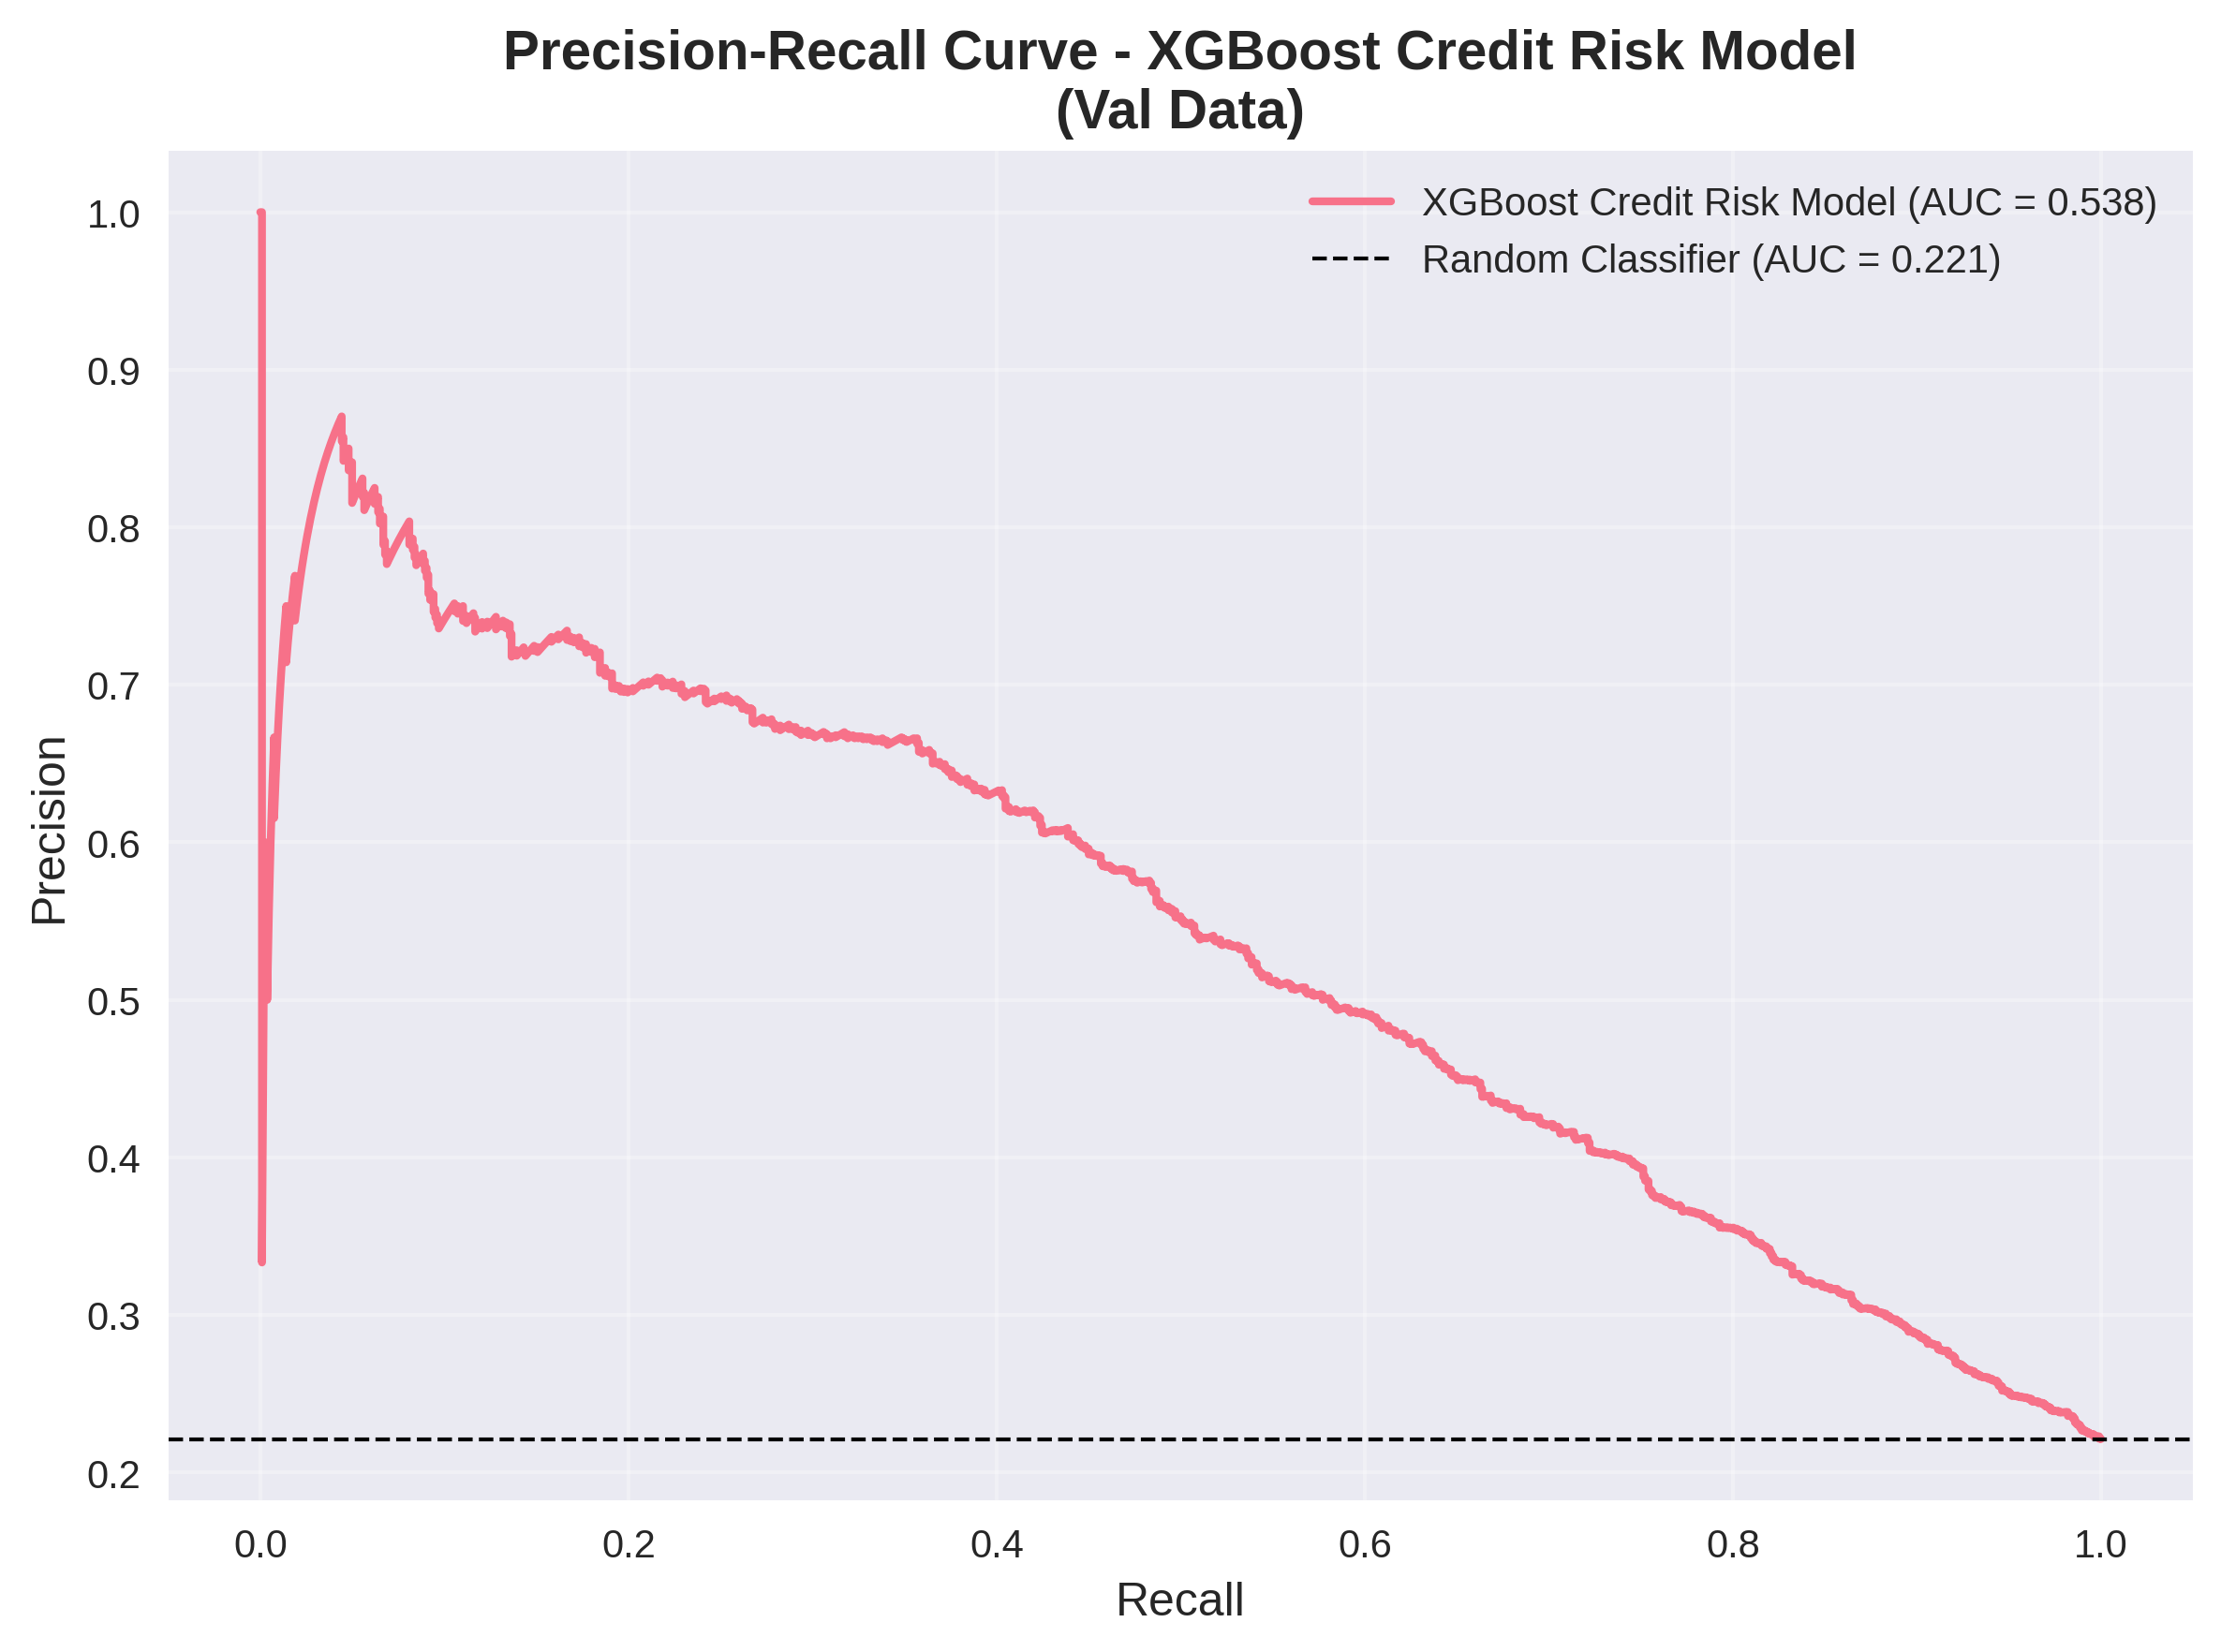 Precision-Recall Curve - XGBoost Credit Risk Model
(Val Data)
XGBoost Credit Risk Model (AUC = 0.538)
Random Classifier (AUC = 0.221)
Precision
1.0
0.9
0.8
0.7
0.6
0.5
0.4
0.3
0.2
0.0 0.2 0.4 0.6 0.8 1.0
Recall